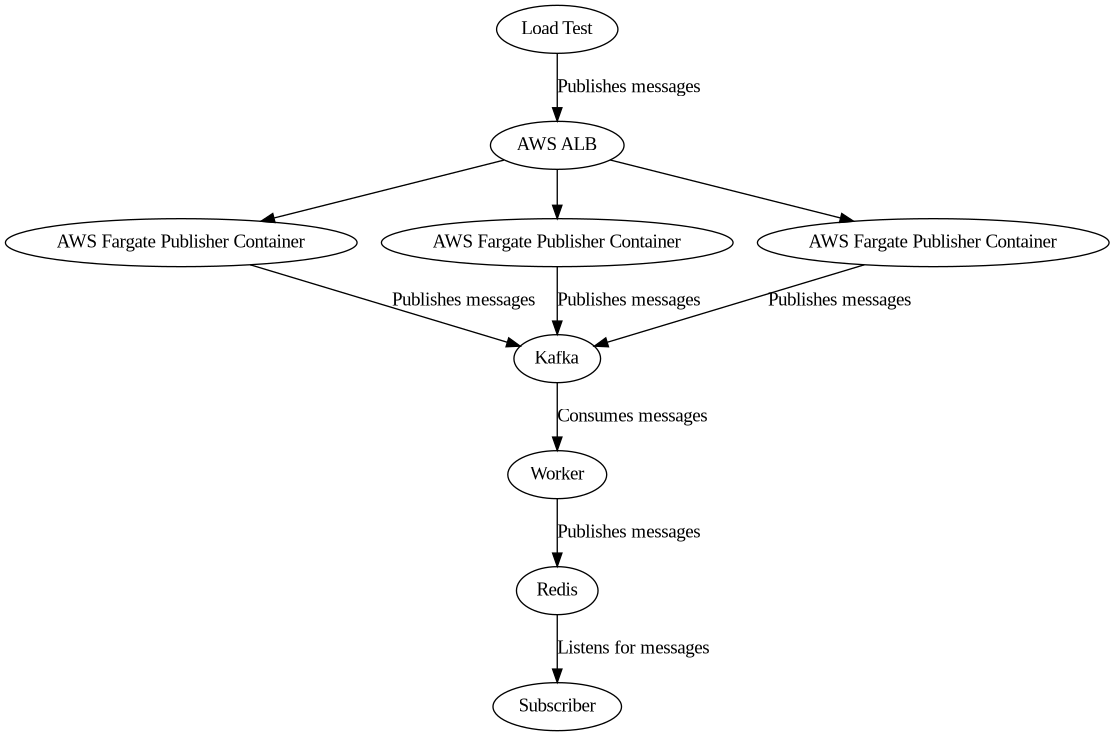 Load Test
Publishes messages
AWS ALB
AWS Fargate Publisher Container
AWS Fargate Publisher Container
AWS Fargate Publisher Container
Publishes messages
Publishes messages
Publishes messages
Kafka
Consumes messages
Worker
Publishes messages
Redis
Listens for messages
Subscriber